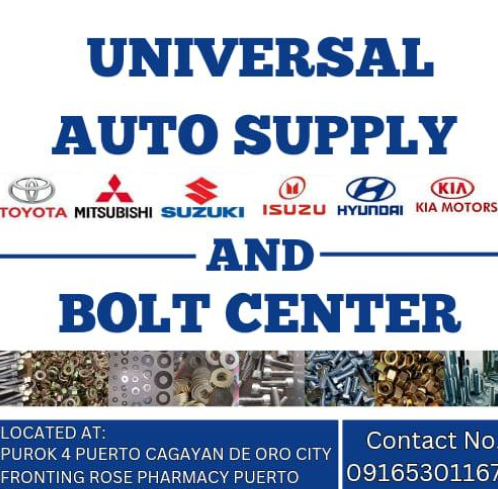 UNIVERSAL
AUTO SUPPLY
TOYOTA MITSUBISHI SUZUKI ISUZU HYUNDAI KIA KIA MOTORS
AND
BOLT CENTER
LOCATED AT:
PUROK 4 PUERTO CAGAYAN DE ORO CITY
FRONTING ROSE PHARMACY PUERTO
Contact No.
09165301167